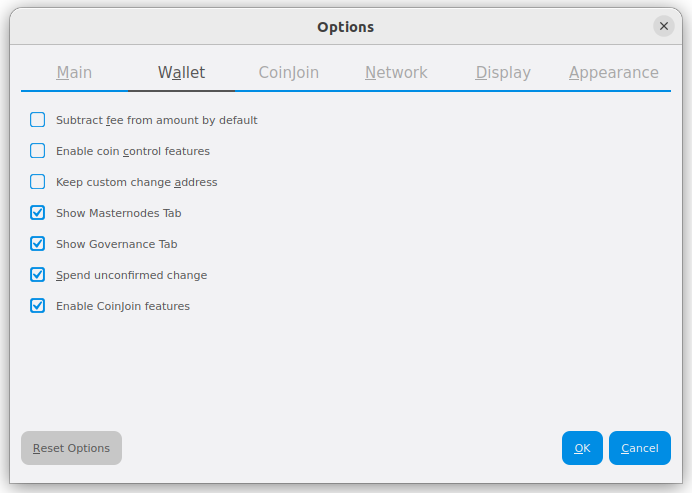 Options
Main Wallet CoinJoin Network Display Appearance
Subtract fee from amount by default
Enable coin control features
Keep custom change address
Show Masternodes Tab
Show Governance Tab
Spend unconfirmed change
Enable CoinJoin features
Reset Options OK Cancel